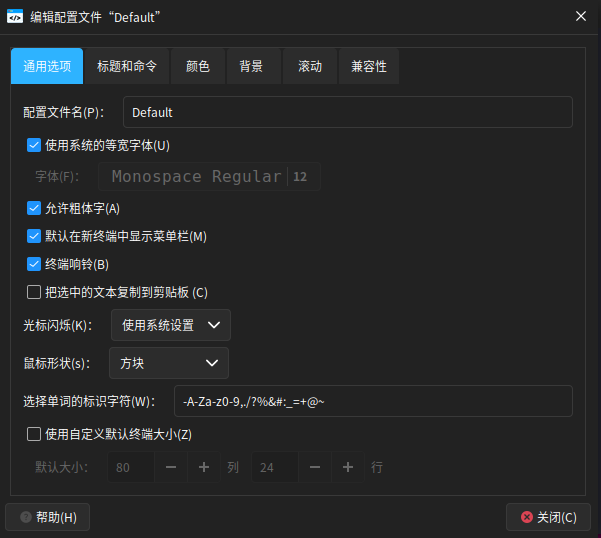 编辑配置文件“Default”
通用选项 标题和命令 颜色 背景 滚动 兼容性
配置文件名(P): Default
使用系统的等宽字体(U)
字体(F): Monospace Regular 12
允许粗体字(A)
默认在新终端中显示菜单栏(M)
终端响铃(B)
把选中的文本复制到剪贴板 (C)
光标闪烁(K): 使用系统设置
鼠标形状(s): 方块
选择单词的标识字符(W): -A-Za-z0-9,./?%&#:_=+@~
使用自定义默认终端大小(Z)
默认大小: 80 列 24 行
帮助(H) 关闭(C)